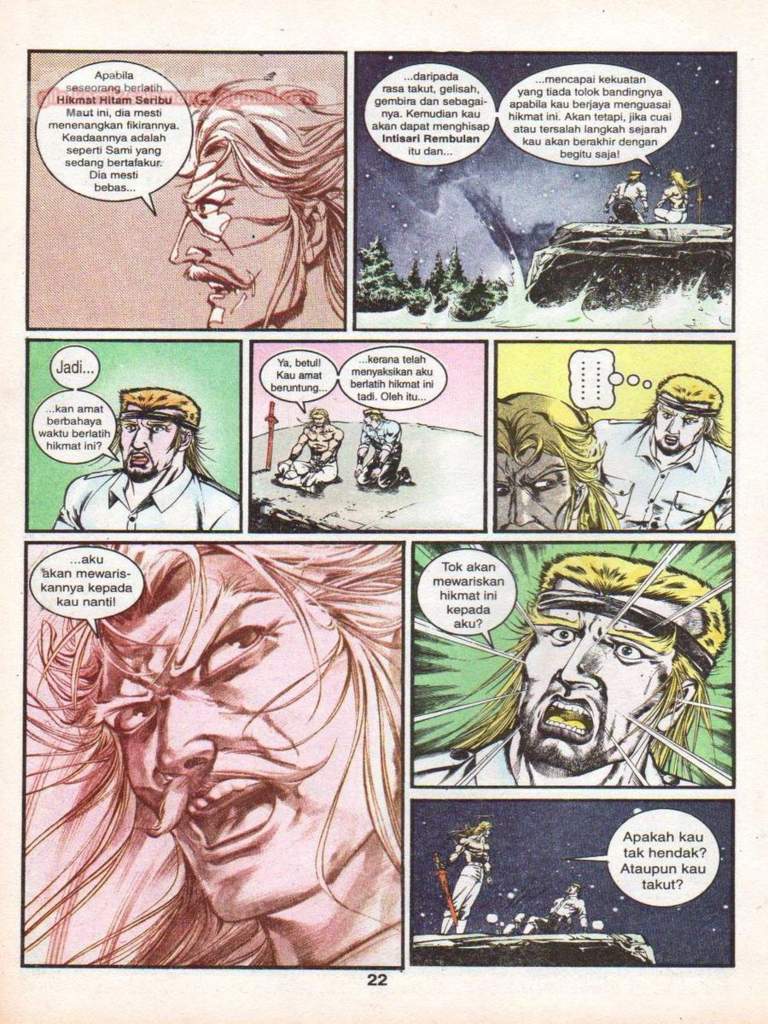 Apabila
seseorang berlatih
Hikmat Hitam Seribu
Maut ini, dia mesti
menenangkan fikirannya.
Keadaannya adalah
seperti Sami yang
sedang bertafakur.
Dia mesti
bebas...
...daripada
rasa takut, gelisah,
gembira dan sebagai-
nya. Kemudian kau
akan dapat menghisap
Intisari Rembulan
itu dan...
...mencapai kekuatan
yang tiada tolok bandingnya
apabila kau berjaya menguasai
hikmat ini. Akan tetapi, jika cuai
atau tersalah langkah sejarah
kau akan berakhir dengan
begitu saja!
Jadi...
...kan amat
berbahaya
waktu berlatih
hikmat ini?
Ya, betul!
Kau amat
beruntung...
...kerana telah
menyaksikan aku
berlatih hikmat ini
tadi. Oleh itu...
...aku
akan mewaris-
kannya kepada
kau nanti!
Tok akan
mewariskan
hikmat ini
kepada
aku?
Apakah kau
tak hendak?
Ataupun kau
takut?
22